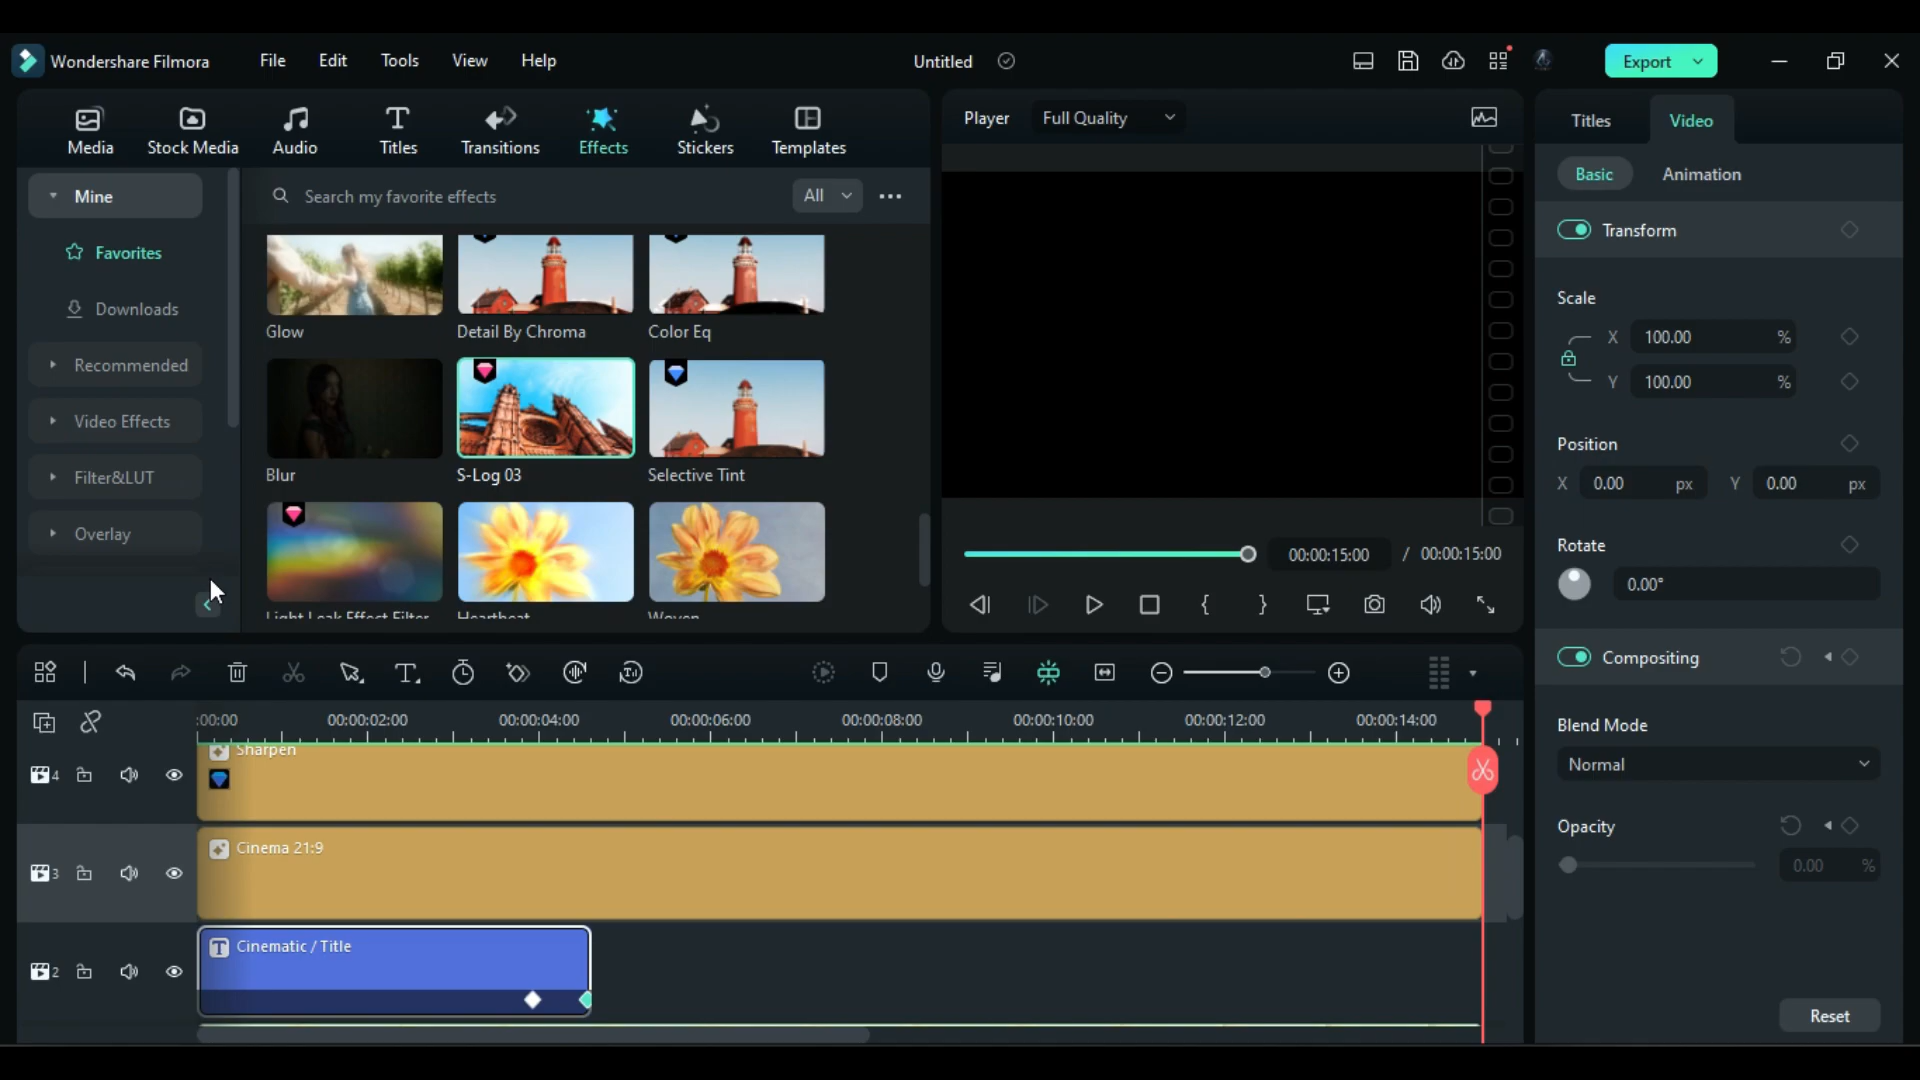 Wondershare Filmora File Edit Tools View Help Untitled Export
Media Stock Media Audio Titles Transitions Effects Stickers Templates
Player Full Quality
Titles Video
Mine
Search my favorite effects All
Basic Animation
Favorites
Transform
Downloads
Scale
Glow Detail By Chroma Color Eq
X 100.00 %
Recommended
Y 100.00 %
Video Effects
Position
Blur S-Log 03 Selective Tint
Filter&LUT
X 0.00 px Y 0.00 px
Overlay
Rotate
00:00:15:00 / 00:00:15:00
0.00°
Light Leak Effect Filter Heartbeat Woven
Compositing
:00:00 00:00:02:00 00:00:04:00 00:00:06:00 00:00:08:00 00:00:10:00 00:00:12:00 00:00:14:00
Blend Mode
Sharpen
Normal
4
Opacity
Cinema 21:9
0.00 %
3
Cinematic / Title
2
Reset